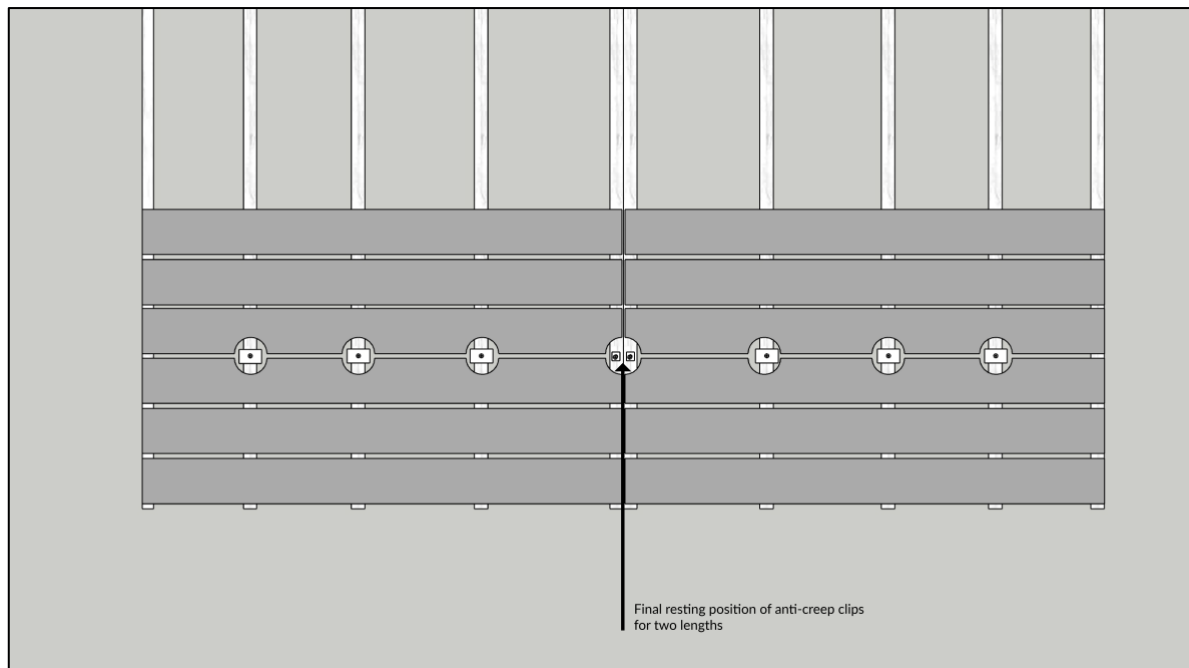 Final resting position of anti-creep clips
for two lengths